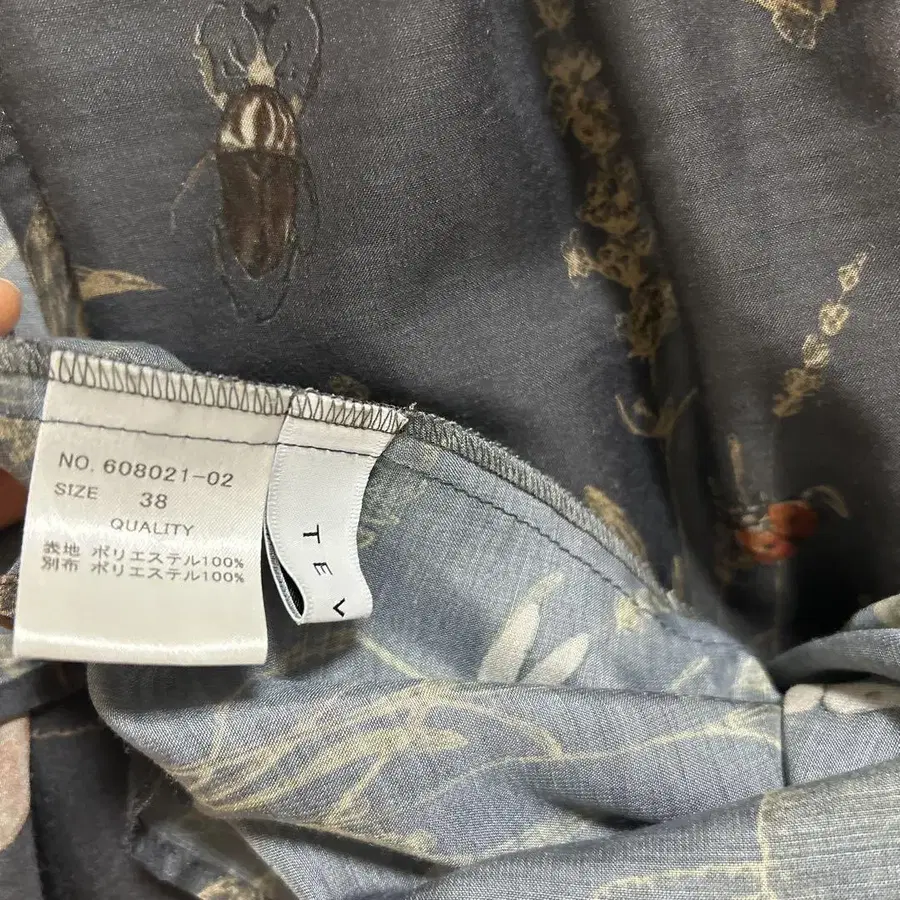 NO. 608021-02
SIZE 38
QUALITY
表地 ポリエステル100%
別布 ポリエステル100%
TEV